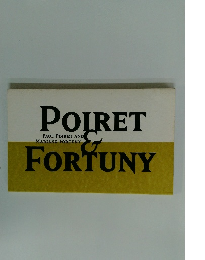 POIRET
PAUL POIRET AND
MARIANO FORTUNY
&
FORTUNY